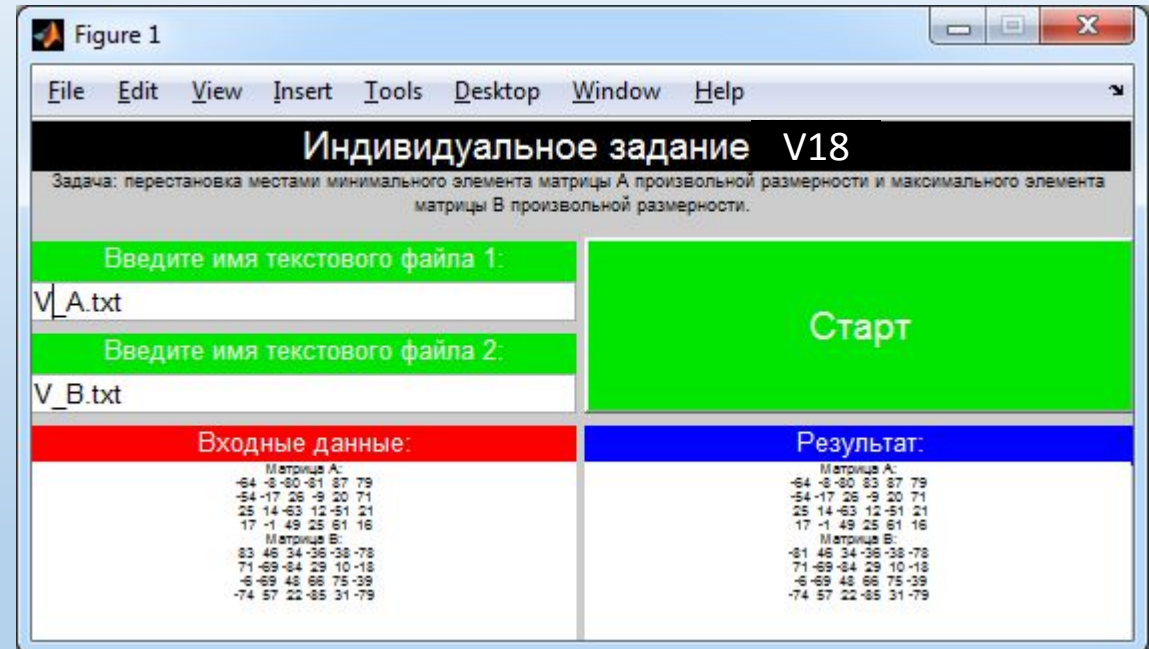 Figure 1
File Edit View Insert Tools Desktop Window Help
Индивидуальное задание V18
Задача: перестановка местами минимального элемента матрицы А произвольной размерности и максимального элемента
матрицы В произвольной размерности.
Введите имя текстового файла 1:
V_A.txt
Старт
Введите имя текстового файла 2:
V_B.txt
Входные данные:
Матрица А:
-64 -8 -80 -81 87 79
-54 -17 26 -9 20 71
25 14 -63 12 -51 21
17 -1 49 25 61 16
Матрица В:
83 46 34 -36 -38 -78
71 -69 -84 29 10 -18
-6 -69 48 66 75 -39
-74 57 22 -85 31 -79
Результат:
Матрица А:
-64 -8 -80 83 87 79
-54 -17 26 -9 20 71
25 14 -63 12 -51 21
17 -1 49 25 61 16
Матрица В:
-81 46 34 -36 -38 -78
71 -69 -84 29 10 -18
-6 -69 48 66 75 -39
-74 57 22 -85 31 -79